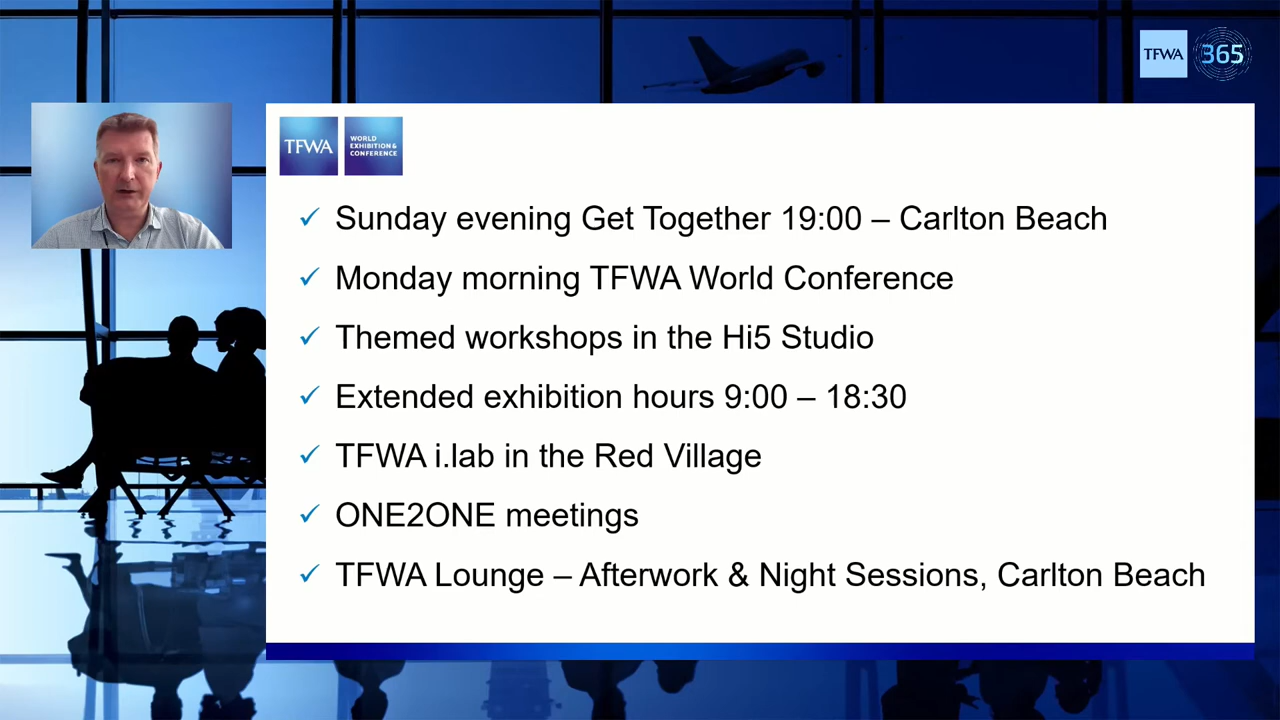 TFWA 365
TFWA WORLD
EXHIBITION &
CONFERENCE
✓ Sunday evening Get Together 19:00 – Carlton Beach
✓ Monday morning TFWA World Conference
✓ Themed workshops in the Hi5 Studio
✓ Extended exhibition hours 9:00 – 18:30
✓ TFWA i.lab in the Red Village
✓ ONE2ONE meetings
✓ TFWA Lounge – Afterwork & Night Sessions, Carlton Beach